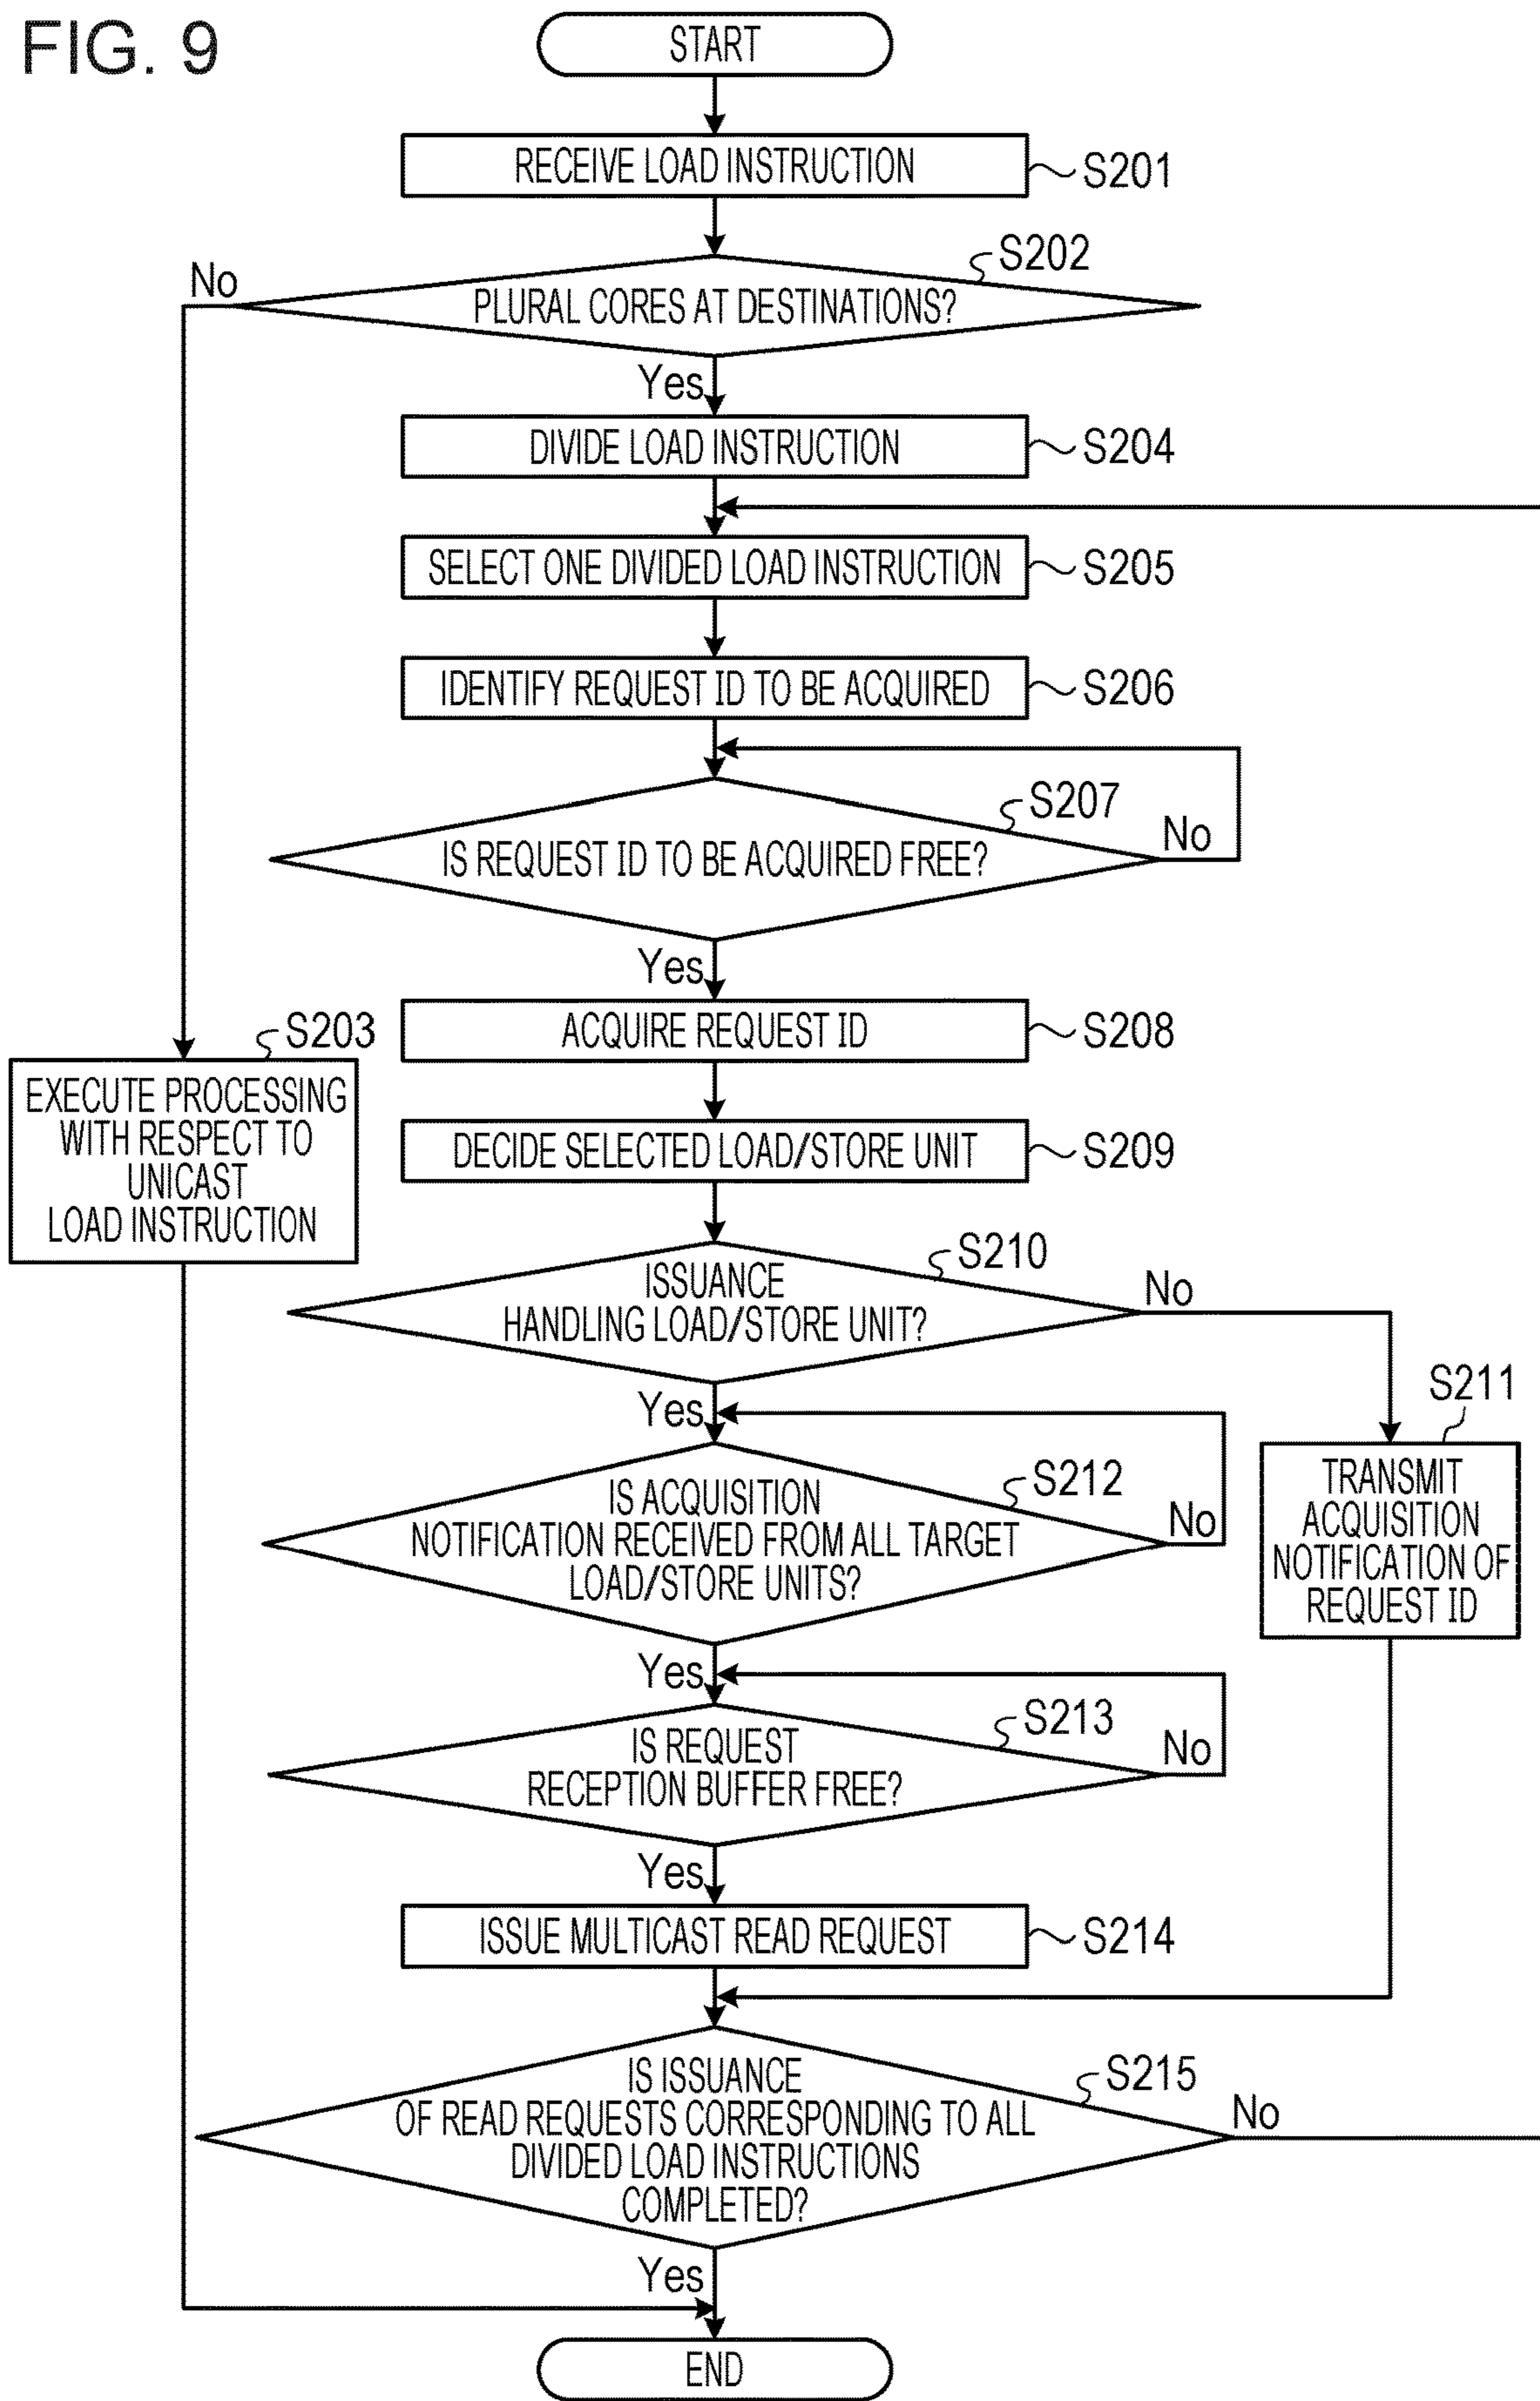 FIG. 9
START
RECEIVE LOAD INSTRUCTION
S201
S202
No
PLURAL CORES AT DESTINATIONS?
Yes
DIVIDE LOAD INSTRUCTION
S204
SELECT ONE DIVIDED LOAD INSTRUCTION
S205
IDENTIFY REQUEST ID TO BE ACQUIRED
S206
S207
IS REQUEST ID TO BE ACQUIRED FREE?
No
Yes
ACQUIRE REQUEST ID
S208
S203
EXECUTE PROCESSING
WITH RESPECT TO
UNICAST
LOAD INSTRUCTION
DECIDE SELECTED LOAD/STORE UNIT
S209
S210
ISSUANCE
HANDLING LOAD/STORE UNIT?
No
Yes
S211
TRANSMIT
ACQUISITION
NOTIFICATION OF
REQUEST ID
S212
IS ACQUISITION
NOTIFICATION RECEIVED FROM ALL TARGET
LOAD/STORE UNITS?
No
Yes
S213
IS REQUEST
RECEPTION BUFFER FREE?
No
Yes
ISSUE MULTICAST READ REQUEST
S214
S215
IS ISSUANCE
OF READ REQUESTS CORRESPONDING TO ALL
DIVIDED LOAD INSTRUCTIONS
COMPLETED?
No
Yes
END